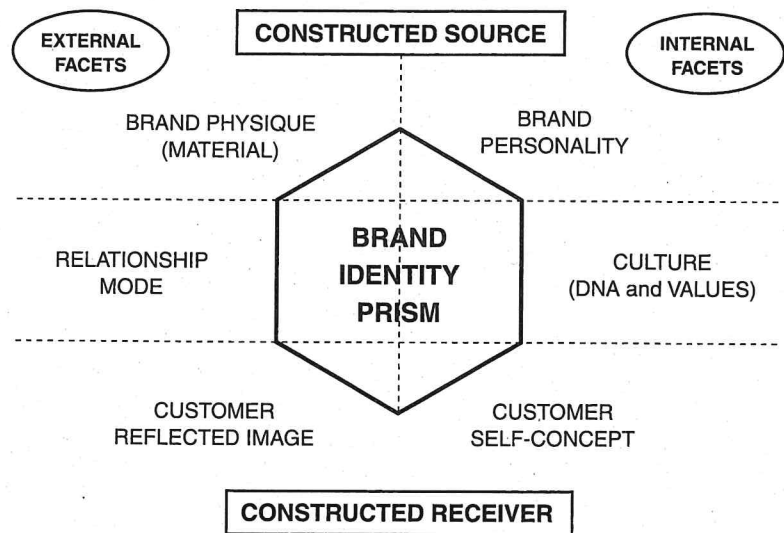 EXTERNAL
FACETS
CONSTRUCTED SOURCE
INTERNAL
FACETS
BRAND PHYSIQUE
(MATERIAL)
BRAND
PERSONALITY
RELATIONSHIP
MODE
BRAND
IDENTITY
PRISM
CULTURE
(DNA and VALUES)
CUSTOMER
REFLECTED IMAGE
CUSTOMER
SELF-CONCEPT
CONSTRUCTED RECEIVER